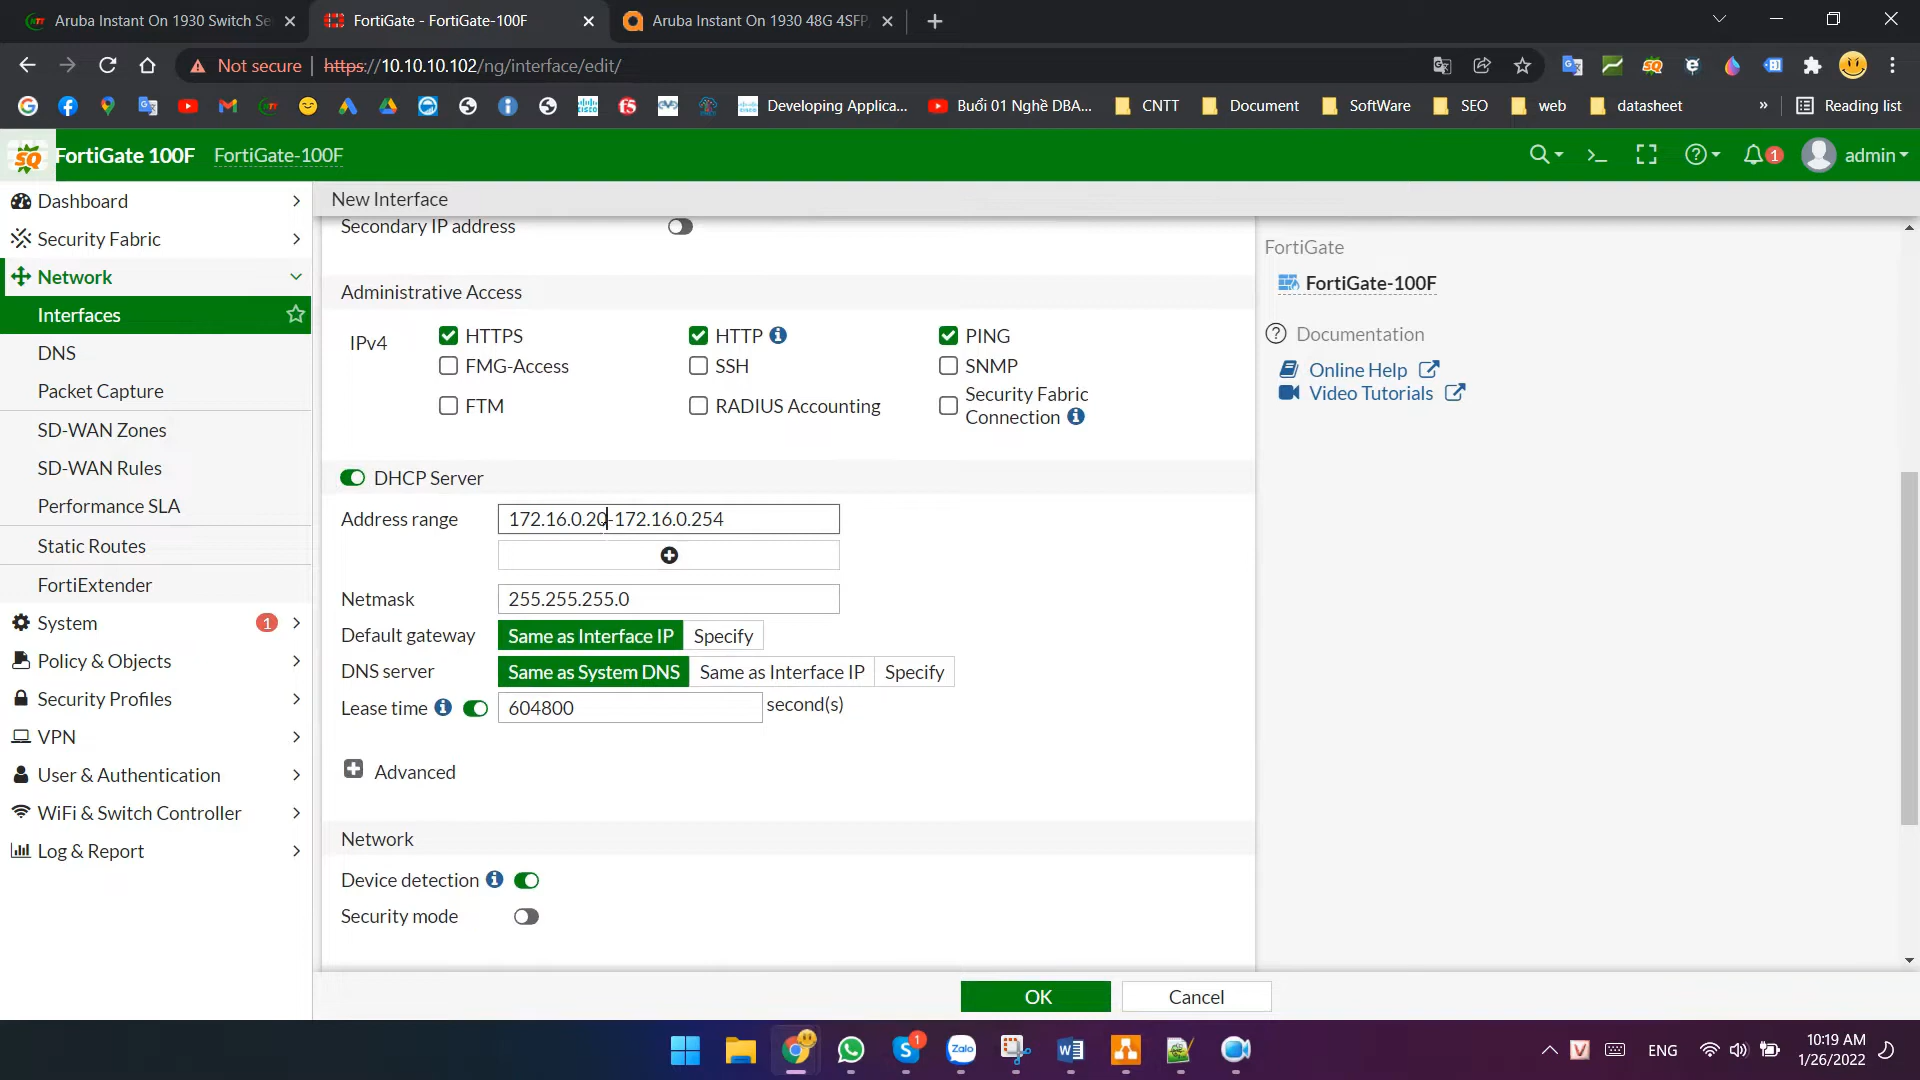 Aruba Instant On 1930 Switch Se
FortiGate - FortiGate-100F
Aruba Instant On 1930 48G 4SFP
Not secure
https://10.10.10.102/ng/interface/edit/
Developing Applica...
Buổi 01 Nghề DBA...
CNTT
Document
SoftWare
SEO
web
datasheet
»
Reading list
SQ
FortiGate 100F
FortiGate-100F
1
admin
Dashboard
Security Fabric
Network
Interfaces
DNS
Packet Capture
SD-WAN Zones
SD-WAN Rules
Performance SLA
Static Routes
FortiExtender
System
1
Policy & Objects
Security Profiles
VPN
User & Authentication
WiFi & Switch Controller
Log & Report
New Interface
Secondary IP address
Administrative Access
IPv4
HTTPS
HTTP
PING
FMG-Access
SSH
SNMP
FTM
RADIUS Accounting
Security Fabric
Connection
DHCP Server
Address range
172.16.0.20-172.16.0.254
Netmask
255.255.255.0
Default gateway
Same as Interface IP
Specify
DNS server
Same as System DNS
Same as Interface IP
Specify
Lease time
604800
second(s)
Advanced
Network
Device detection
Security mode
OK
Cancel
FortiGate
FortiGate-100F
Documentation
Online Help
Video Tutorials
1
Zalo
V
ENG
10:19 AM
1/26/2022